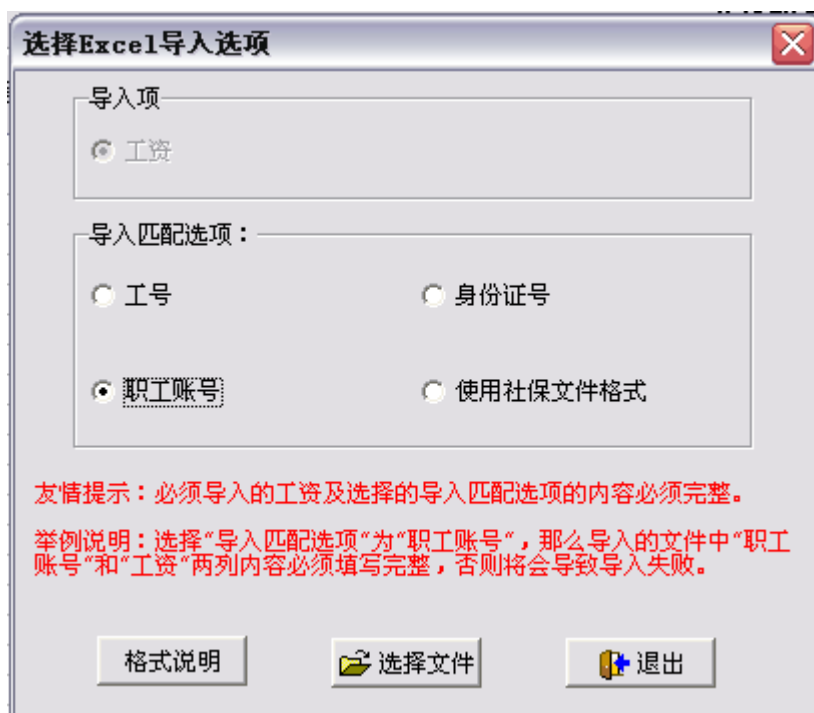 选择Excel导入选项
导入项
工资
导入匹配选项：
工号
身份证号
职工账号
使用社保文件格式
友情提示：必须导入的工资及选择的导入匹配选项的内容必须完整。
举例说明：选择“导入匹配选项”为“职工账号”，那么导入的文件中“职工
账号”和“工资”两列内容必须填写完整，否则将会导致导入失败。
格式说明
选择文件
退出